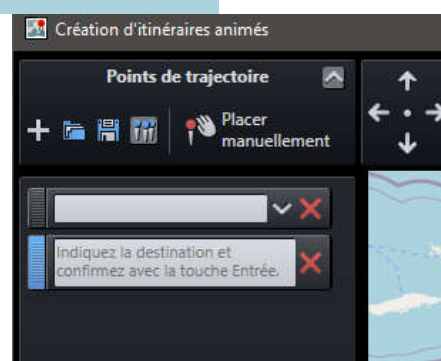 Création d'itinéraires animés
Points de trajectoire
Placer
manuellement
Indiquez la destination et
confirmez avec la touche Entrée.